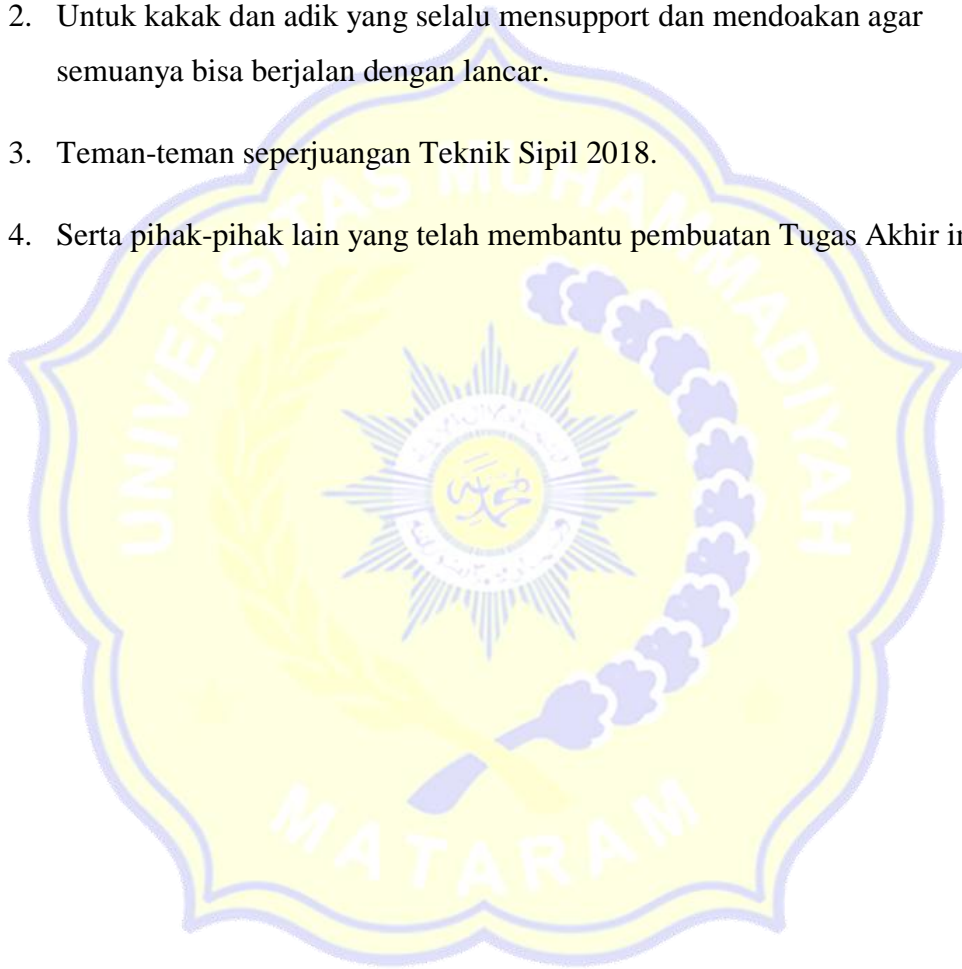 2. Untuk kakak dan adik yang selalu mensupport dan mendoakan agar
semuanya bisa berjalan dengan lancar.
3. Teman-teman seperjuangan Teknik Sipil 2018.
4. Serta pihak-pihak lain yang telah membantu pembuatan Tugas Akhir
UNIVERSITAS MUHAMMADIYAH
MATARAM